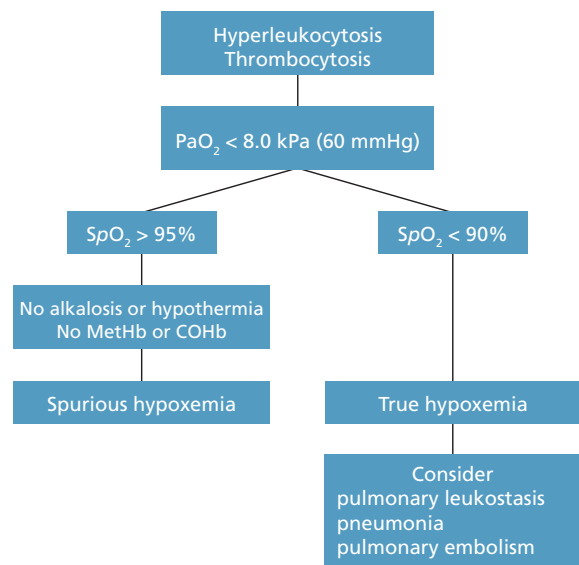 Hyperleukocytosis
Thrombocytosis
PaO₂ < 8.0 kPa (60 mmHg)
SpO₂ > 95%
SpO₂ < 90%
No alkalosis or hypothermia
No MetHb or COHb
Spurious hypoxemia
True hypoxemia
Consider
pulmonary leukostasis
pneumonia
pulmonary embolism